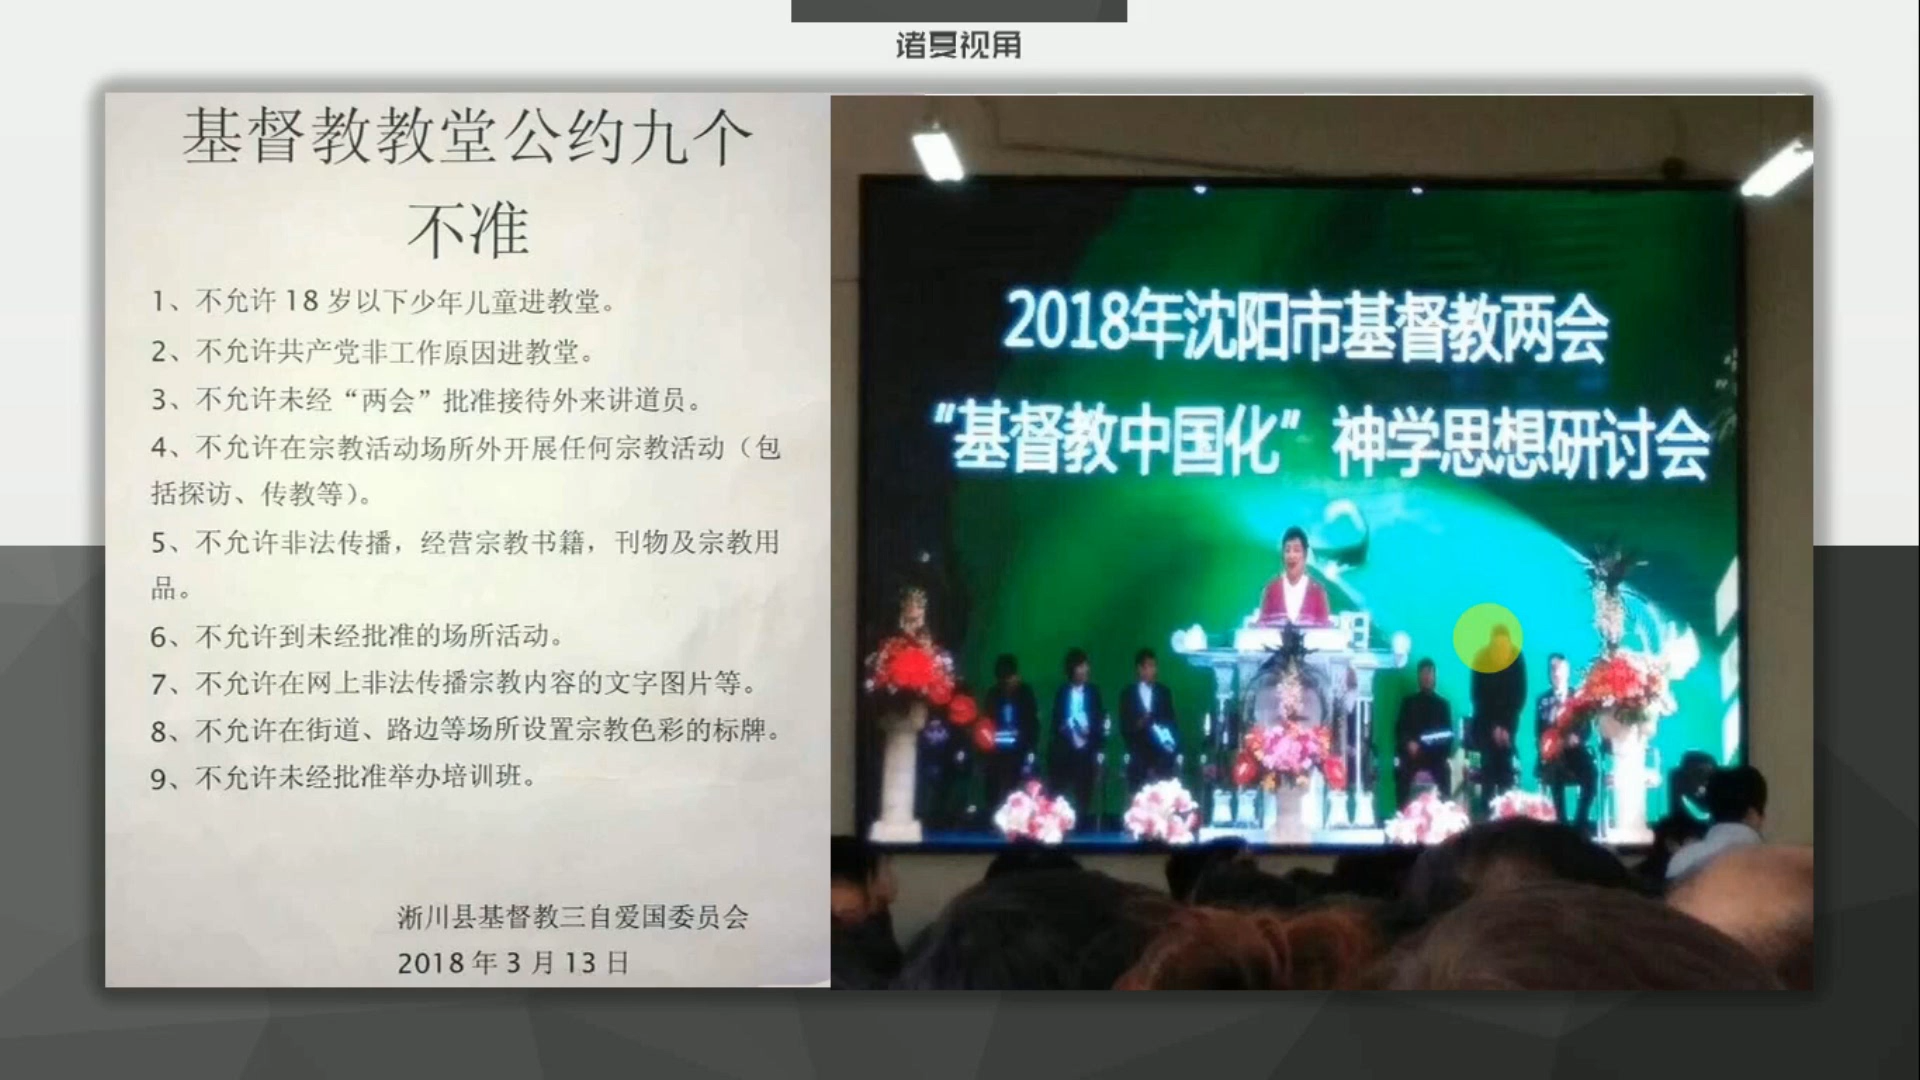 诸夏视角
基督教教堂公约九个
不准
1、不允许 18 岁以下少年儿童进教堂。
2、不允许共产党非工作原因进教堂。
3、不允许未经“两会”批准接待外来讲道员。
4、不允许在宗教活动场所外开展任何宗教活动（包
括探访、传教等）。
5、不允许非法传播，经营宗教书籍，刊物及宗教用
品。
6、不允许到未经批准的场所活动。
7、不允许在网上非法传播宗教内容的文字图片等。
8、不允许在街道、路边等场所设置宗教色彩的标牌。
9、不允许未经批准举办培训班。
淅川县基督教三自爱国委员会
2018 年 3 月 13 日
2018年沈阳市基督教两会
“基督教中国化”神学思想研讨会